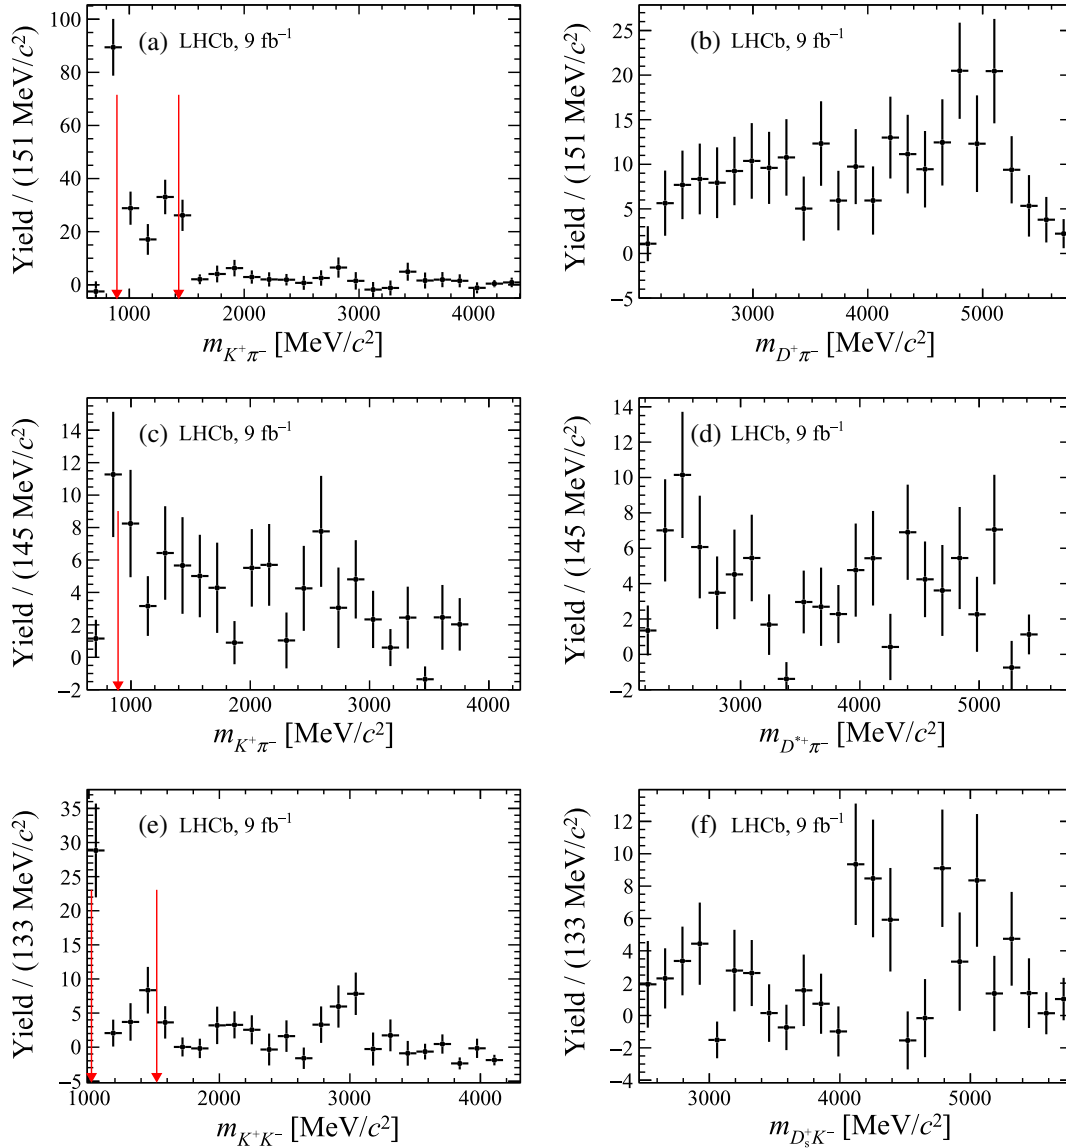 (a) LHCb, 9 fb⁻¹
Yield / (151 MeV/c²)
100
80
60
40
20
0
1000 2000 3000 4000
m_{K⁺π⁻} [MeV/c²]
(b) LHCb, 9 fb⁻¹
Yield / (151 MeV/c²)
25
20
15
10
5
0
−5
3000 4000 5000
m_{D⁺π⁻} [MeV/c²]
(c) LHCb, 9 fb⁻¹
Yield / (145 MeV/c²)
14
12
10
8
6
4
2
0
−2
1000 2000 3000 4000
m_{K⁺π⁻} [MeV/c²]
(d) LHCb, 9 fb⁻¹
Yield / (145 MeV/c²)
14
12
10
8
6
4
2
0
−2
3000 4000 5000
m_{D*⁺π⁻} [MeV/c²]
(e) LHCb, 9 fb⁻¹
Yield / (133 MeV/c²)
35
30
25
20
15
10
5
0
−5
1000 2000 3000 4000
m_{K⁺K⁻} [MeV/c²]
(f) LHCb, 9 fb⁻¹
Yield / (133 MeV/c²)
12
10
8
6
4
2
0
−2
−4
3000 4000 5000
m_{D_s⁺K⁻} [MeV/c²]